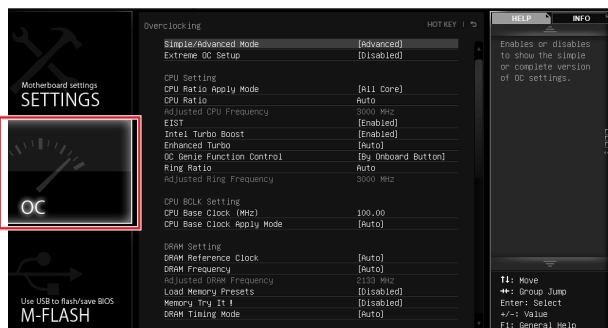 Overclocking
HOT KEY
HELP
INFO
Simple/Advanced Mode [Advanced]
Extreme OC Setup [Disabled]
CPU Setting
CPU Ratio Apply Mode [All Core]
CPU Ratio Auto
Adjusted CPU Frequency 3000 MHz
EIST [Enabled]
Intel Turbo Boost [Enabled]
Enhanced Turbo [Auto]
OC Genie Function Control [By Onboard Button]
Ring Ratio Auto
Adjusted Ring Frequency 3000 MHz
CPU BCLK Setting
CPU Base Clock (MHz) 100.00
CPU Base Clock Apply Mode [Auto]
DRAM Setting
DRAM Reference Clock [Auto]
DRAM Frequency [Auto]
Adjusted DRAM Frequency 2133 MHz
Load Memory Presets [Disabled]
Memory Try It ! [Disabled]
DRAM Timing Mode [Auto]
Motherboard settings
SETTINGS
OC
Use USB to flash/save BIOS
M-FLASH
Enables or disables
to show the simple
or complete version
of OC settings.
↑↓: Move
→←: Group Jump
Enter: Select
+/-: Value
F1: General Help